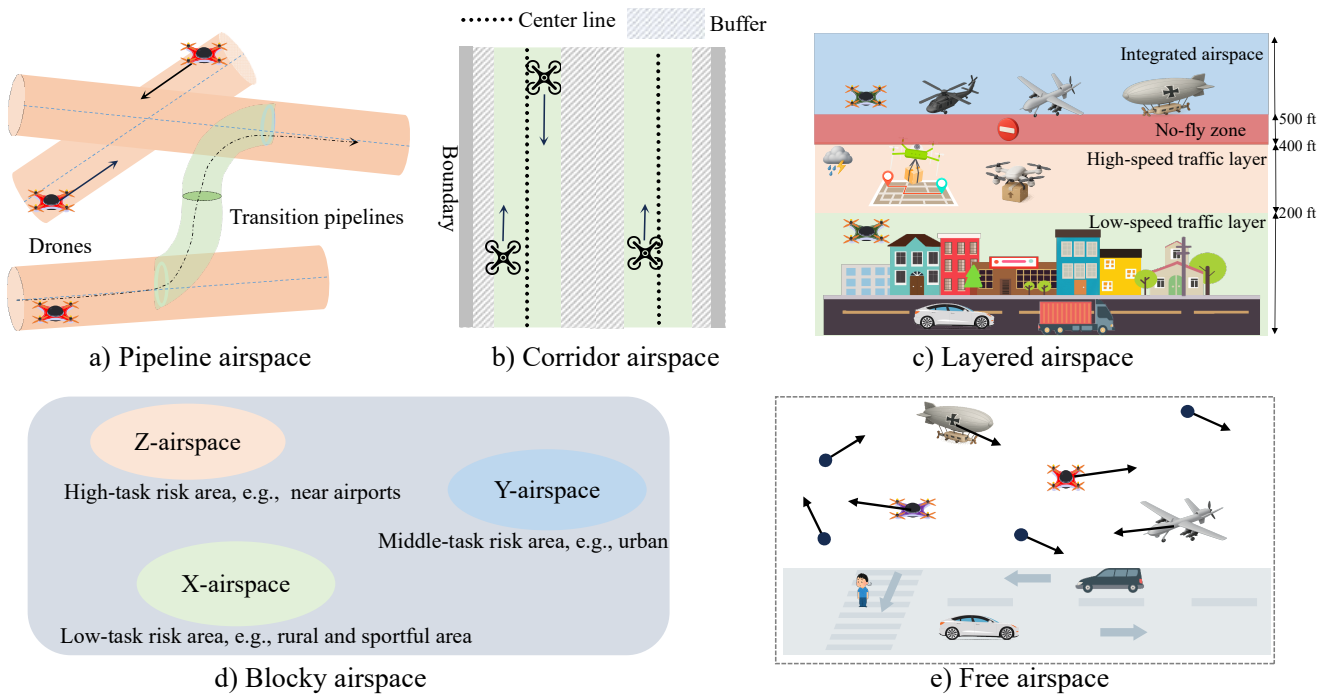 Transition pipelines
Drones
a) Pipeline airspace
Center line
Buffer
Boundary
b) Corridor airspace
Integrated airspace
500 ft
No-fly zone
400 ft
High-speed traffic layer
200 ft
Low-speed traffic layer
c) Layered airspace
Z-airspace
High-task risk area, e.g., near airports
Y-airspace
Middle-task risk area, e.g., urban
X-airspace
Low-task risk area, e.g., rural and sportful area
d) Blocky airspace
e) Free airspace